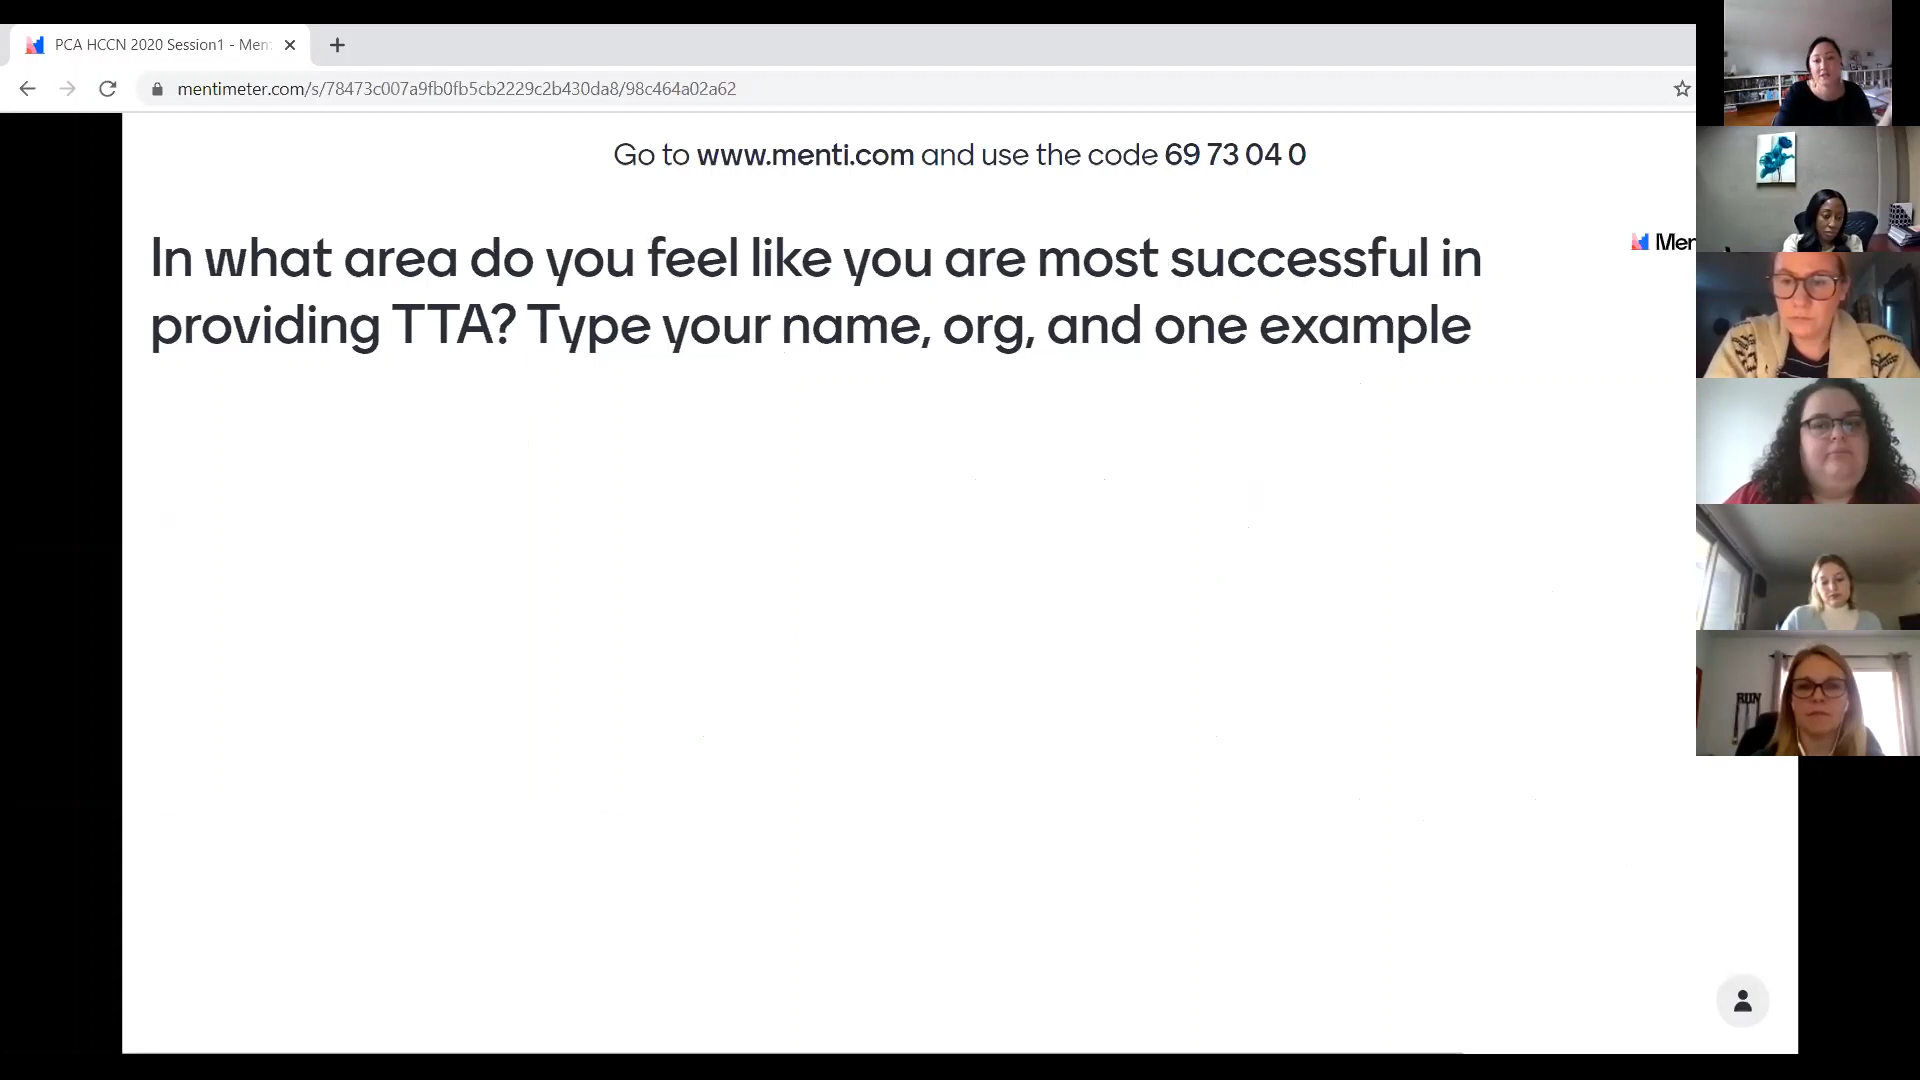 PCA HCCN 2020 Session1 - Men
mentimeter.com/s/78473c007a9fb0fb5cb2229c2b430da8/98c464a02a62
Go to www.menti.com and use the code 69 73 04 0
In what area do you feel like you are most successful in
providing TTA? Type your name, org, and one example
Men
RUN